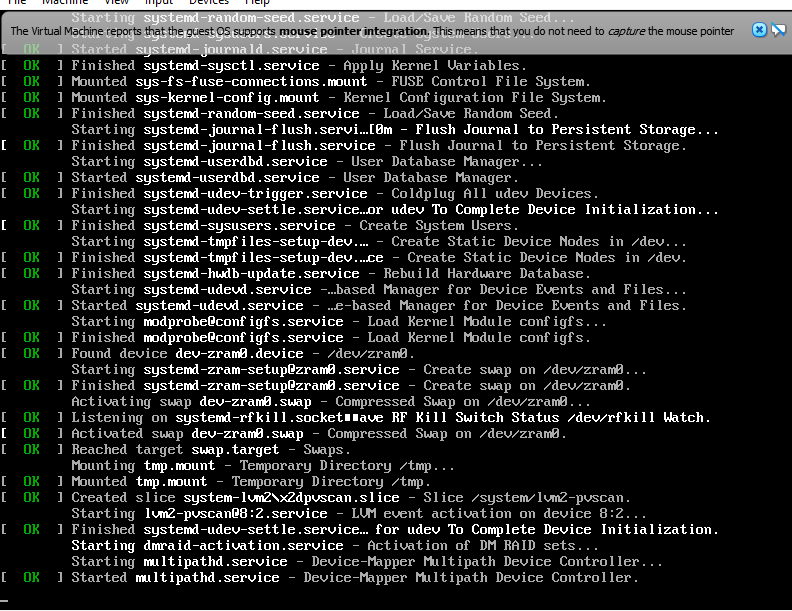 File Machine View Input Devices Help
Starting systemd-random-seed.service - Load/Save Random Seed...
The Virtual Machine reports that the guest OS supports mouse pointer integration. This means that you do not need to capture the mouse pointer
[ OK ] Started systemd-journald.service - Journal Service.
[ OK ] Finished systemd-sysctl.service - Apply Kernel Variables.
[ OK ] Mounted sys-fs-fuse-connections.mount - FUSE Control File System.
[ OK ] Mounted sys-kernel-config.mount - Kernel Configuration File System.
[ OK ] Finished systemd-random-seed.service - Load/Save Random Seed.
Starting systemd-journal-flush.servi…[0m - Flush Journal to Persistent Storage...
[ OK ] Finished systemd-journal-flush.service - Flush Journal to Persistent Storage.
Starting systemd-userdbd.service - User Database Manager...
[ OK ] Started systemd-userdbd.service - User Database Manager.
[ OK ] Finished systemd-udev-trigger.service - Coldplug All udev Devices.
Starting systemd-udev-settle.service…or udev To Complete Device Initialization...
[ OK ] Finished systemd-sysusers.service - Create System Users.
Starting systemd-tmpfiles-setup-dev.… - Create Static Device Nodes in /dev...
[ OK ] Finished systemd-tmpfiles-setup-dev.…ce - Create Static Device Nodes in /dev.
[ OK ] Finished systemd-hwdb-update.service - Rebuild Hardware Database.
Starting systemd-udevd.service -…based Manager for Device Events and Files...
[ OK ] Started systemd-udevd.service - …e-based Manager for Device Events and Files.
Starting modprobe@configfs.service - Load Kernel Module configfs...
[ OK ] Finished modprobe@configfs.service - Load Kernel Module configfs.
[ OK ] Found device dev-zram0.device - /dev/zram0.
Starting systemd-zram-setup@zram0.service - Create swap on /dev/zram0...
[ OK ] Finished systemd-zram-setup@zram0.service - Create swap on /dev/zram0.
Activating swap dev-zram0.swap - Compressed Swap on /dev/zram0...
[ OK ] Listening on systemd-rfkill.socket■■ave RF Kill Switch Status /dev/rfkill Watch.
[ OK ] Activated swap dev-zram0.swap - Compressed Swap on /dev/zram0.
[ OK ] Reached target swap.target - Swaps.
Mounting tmp.mount - Temporary Directory /tmp...
[ OK ] Mounted tmp.mount - Temporary Directory /tmp.
[ OK ] Created slice system-lvm2\x2dpvscan.slice - Slice /system/lvm2-pvscan.
Starting lvm2-pvscan@8:2.service - LVM event activation on device 8:2...
[ OK ] Finished systemd-udev-settle.service… for udev To Complete Device Initialization.
Starting dmraid-activation.service - Activation of DM RAID sets...
Starting multipathd.service - Device-Mapper Multipath Device Controller...
[ OK ] Started multipathd.service - Device-Mapper Multipath Device Controller.